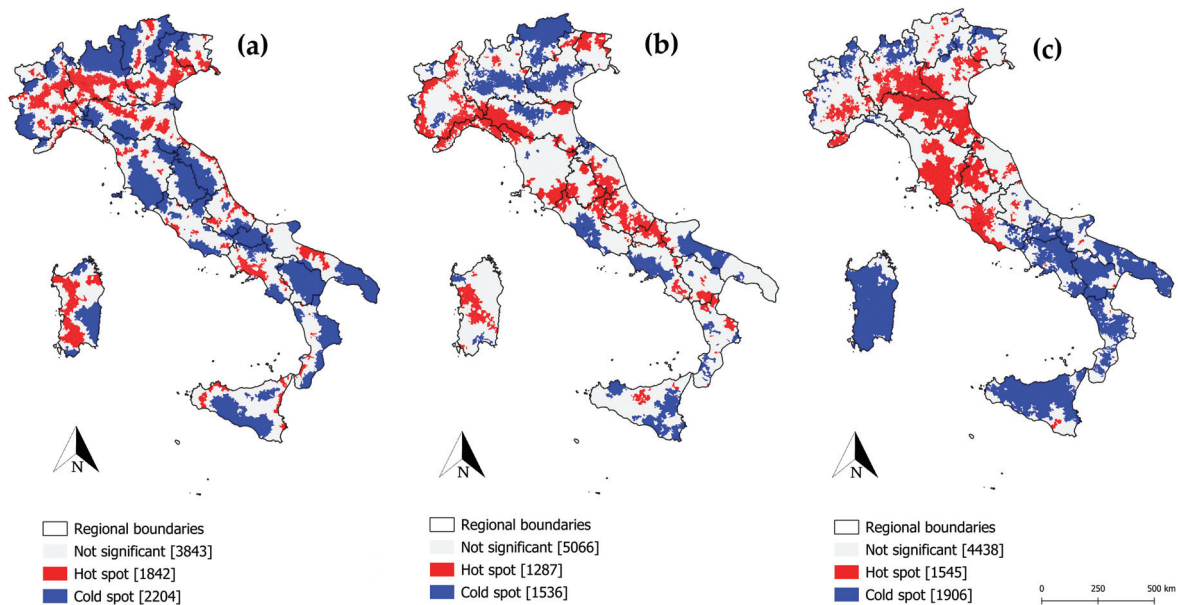 (a)
(b)
(c)
N
N
N
Regional boundaries
Not significant [3843]
Hot spot [1842]
Cold spot [2204]
Regional boundaries
Not significant [5066]
Hot spot [1287]
Cold spot [1536]
Regional boundaries
Not significant [4438]
Hot spot [1545]
Cold spot [1906]
0 250 500 km